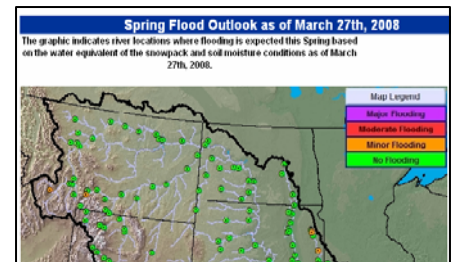 Spring Flood Outlook as of March 27th, 2008
The graphic indicates river locations where flooding is expected this Spring based
on the water equivalent of the snowpack and soil moisture conditions as of March
27th, 2008.
Map Legend
Major Flooding
Moderate Flooding
Minor Flooding
No Flooding